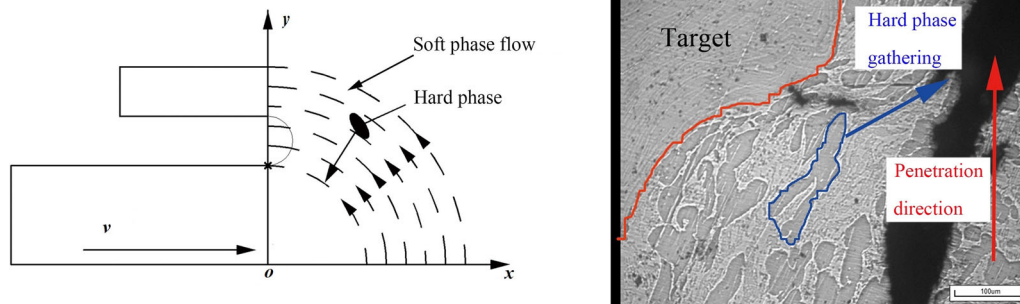 y
Soft phase flow
Hard phase
v
o
x
Target
Hard phase
gathering
Penetration
direction
100um